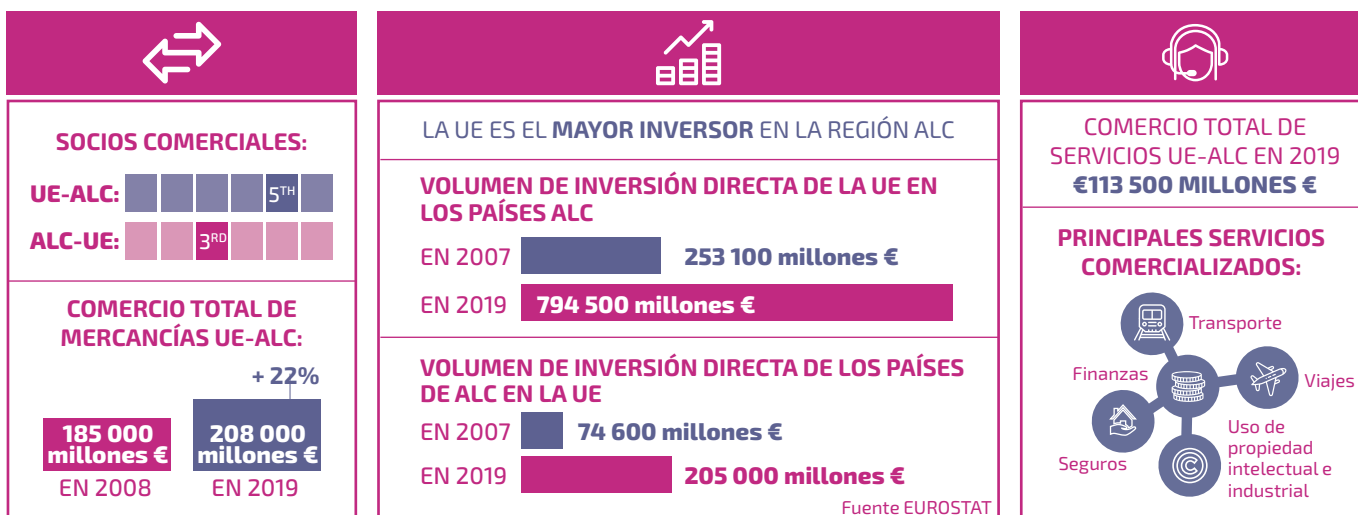 SOCIOS COMERCIALES:
UE-ALC:
5TH
ALC-UE:
3RD
COMERCIO TOTAL DE
MERCANCÍAS UE-ALC:
+ 22%
185 000
millones €
EN 2008
208 000
millones €
EN 2019
LA UE ES EL MAYOR INVERSOR EN LA REGIÓN ALC
VOLUMEN DE INVERSIÓN DIRECTA DE LA UE EN
LOS PAÍSES ALC
EN 2007 253 100 millones €
EN 2019 794 500 millones €
VOLUMEN DE INVERSIÓN DIRECTA DE LOS PAÍSES
DE ALC EN LA UE
EN 2007 74 600 millones €
EN 2019 205 000 millones €
Fuente EUROSTAT
COMERCIO TOTAL DE
SERVICIOS UE-ALC EN 2019
€113 500 MILLONES €
PRINCIPALES SERVICIOS
COMERCIALIZADOS:
Transporte
Finanzas
Viajes
Seguros
Uso de
propiedad
intelectual e
industrial
©